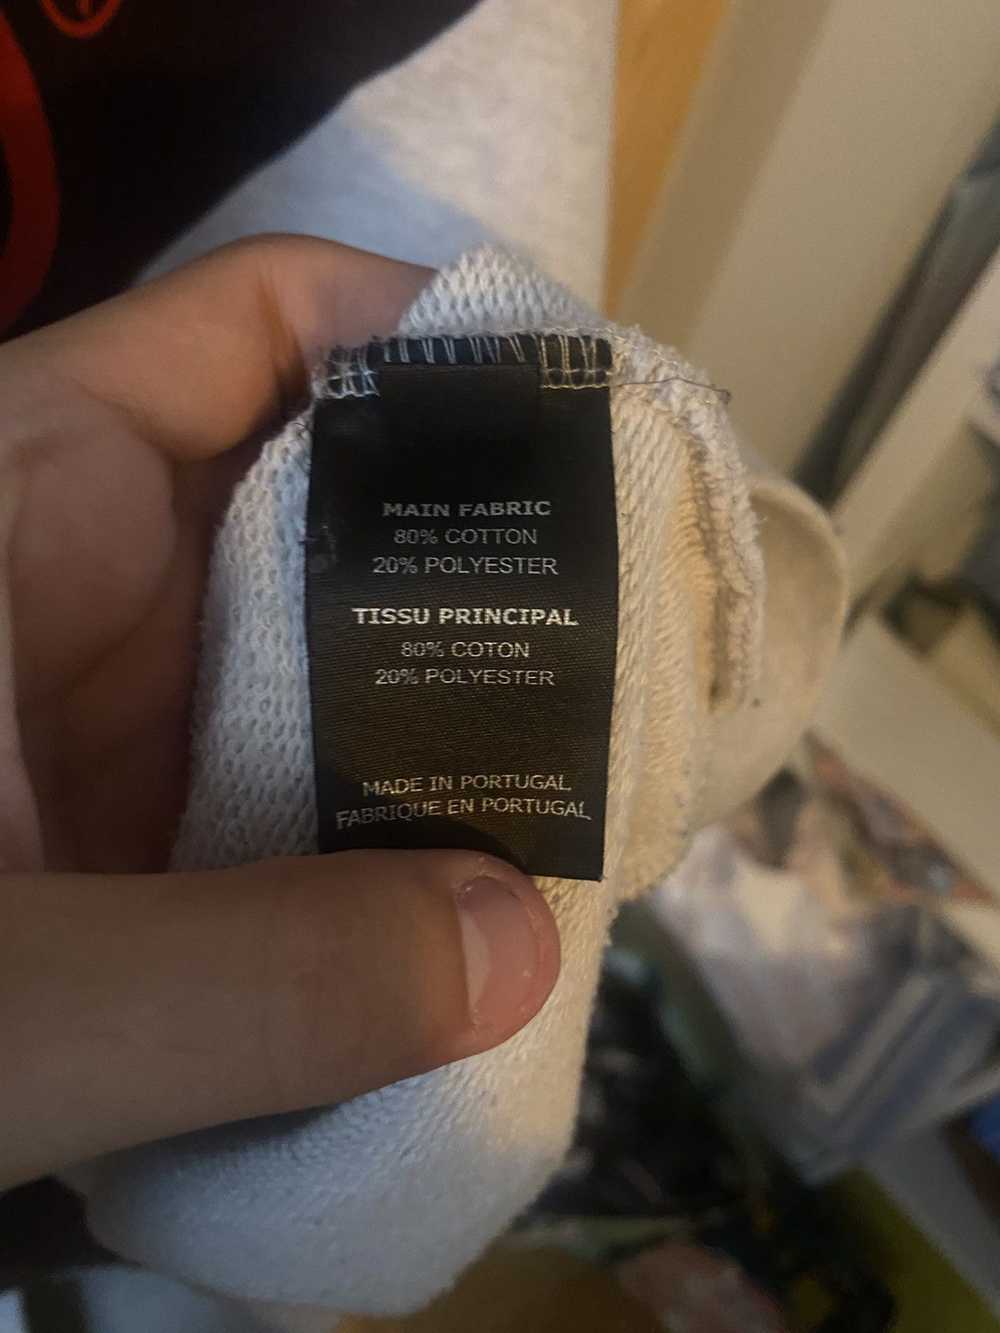 MAIN FABRIC
80% COTTON
20% POLYESTER
TISSU PRINCIPAL
80% COTON
20% POLYESTER
MADE IN PORTUGAL
FABRIQUE EN PORTUGAL